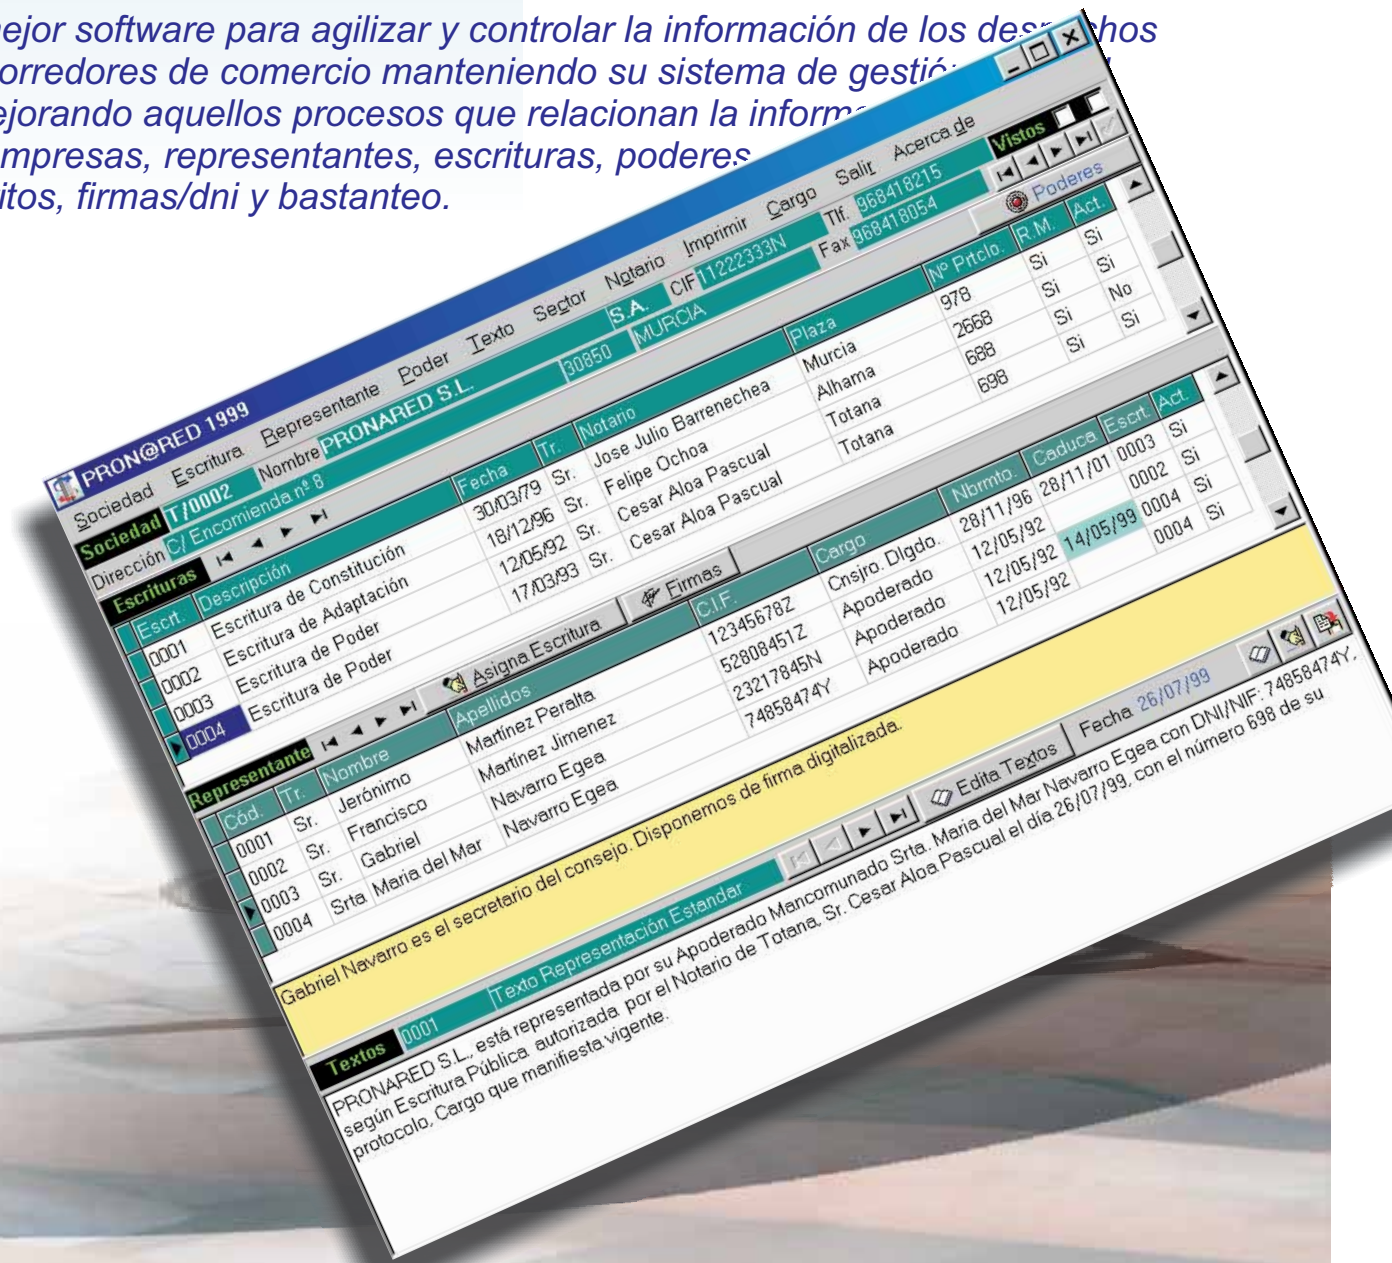 ejor software para agilizar y controlar la información de los
orredores de comercio manteniendo su sistema de
ejorando aquellos procesos que relacionan la
mpresas, representantes, escrituras, poderes
itos, firmas/dni y bastanteo.
PRON@RED 1999
Sociedad Escritura Representante Poder Texto Sector Notario Imprimir Cargo Salir Acerca de
Sociedad T/0002 Nombre PRONARED S.L. S.A. CIF 11222333N Tlf. 968418215 Vistos
Dirección C/ Encomienda nº 8 30850 MURCIA Fax 968418054
Escrituras Poderes
Escrt. Descripción Fecha Tr. Notario Plaza Nº Prtclo. R.M. Act.
0001 Escritura de Constitución 30/03/79 Sr. Jose Julio Barrenechea Murcia 978 Si Si
0002 Escritura de Adaptación 18/12/96 Sr. Felipe Ochoa Alhama 2668 Si Si
0003 Escritura de Poder 12/05/92 Sr. Cesar Aloa Pascual Totana 688 Si No
0004 Escritura de Poder 17/03/93 Sr. Cesar Aloa Pascual Totana 698 Si Si
Representante Asigna Escritura Firmas
Cód. Tr. Nombre Apellidos C.I.F. Cargo Nbrmto. Caduca Escrt. Act.
0001 Sr. Jerónimo Martínez Peralta 12345678Z Cnsjro. Dlgdo. 28/11/96 28/11/01 0003 Si
0002 Sr. Francisco Martínez Jimenez 52808451Z Apoderado 12/05/92 0002 Si
0003 Sr. Gabriel Navarro Egea 23217845N Apoderado 12/05/92 14/05/99 0004 Si
0004 Srta Maria del Mar Navarro Egea 74858474Y Apoderado 12/05/92 0004 Si
Gabriel Navarro es el secretario del consejo. Disponemos de firma digitalizada.
Textos 0001 Texto Representación Estandar Edita Textos Fecha 26/07/99
PRONARED S.L., está representada por su Apoderado Mancomunado Srta. Maria del Mar Navarro Egea con DNI/NIF: 74858474Y,
según Escritura Pública autorizada por el Notario de Totana, Sr. Cesar Aloa Pascual el día 26/07/99, con el número 698 de su
protocolo, Cargo que manifiesta vigente.